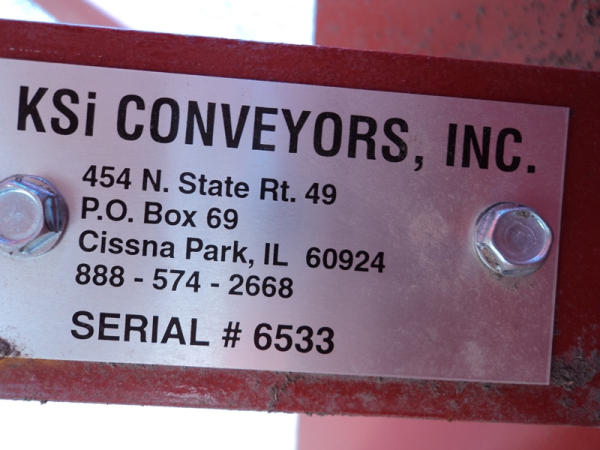 KSi CONVEYORS, INC.
454 N. State Rt. 49
P.O. Box 69
Cissna Park, IL 60924
888 - 574 - 2668
SERIAL # 6533